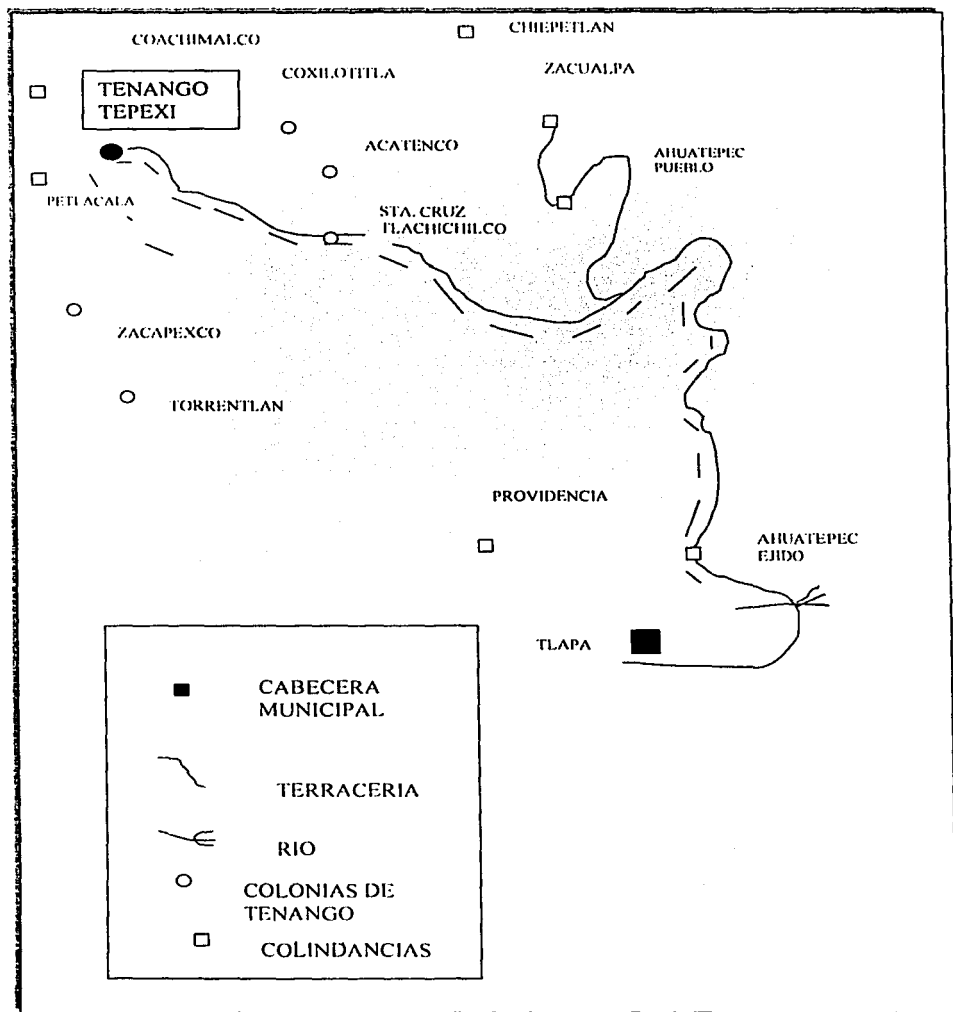 CHIEPETLAN
COACHIMALCO
ZACUALPA
COXILOTITLA
TENANGO
TEPEXI
ACATENCO
AHUATEPEC
PUEBLO
PETLACALA
STA. CRUZ
TLACHICHILCO
ZACAPEXCO
TORRENTLAN
PROVIDENCIA
AHUATEPEC
EJIDO
TLAPA
CABECERA
MUNICIPAL
TERRACERIA
RIO
COLONIAS DE
TENANGO
COLINDANCIAS